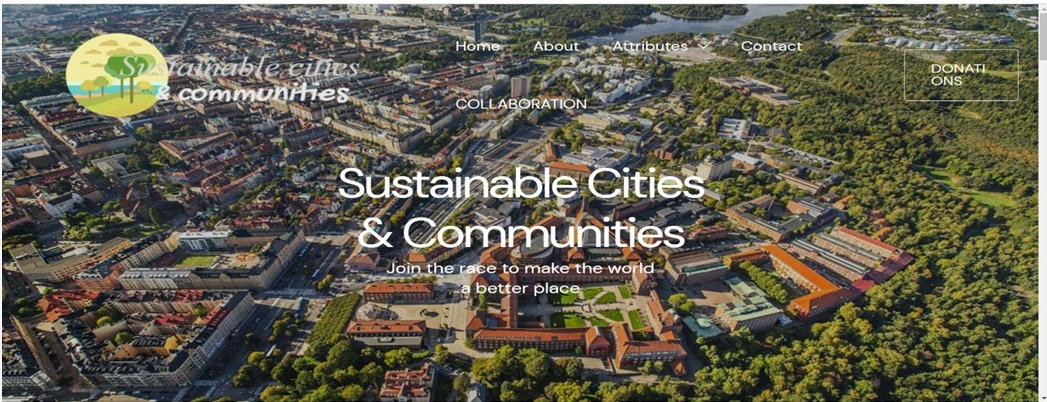 Sustainable cities
& communities
Home
About
Attributes
Contact
COLLABORATION
DONATI
ONS
Sustainable Cities
& Communities
Join the race to make the world
a better place